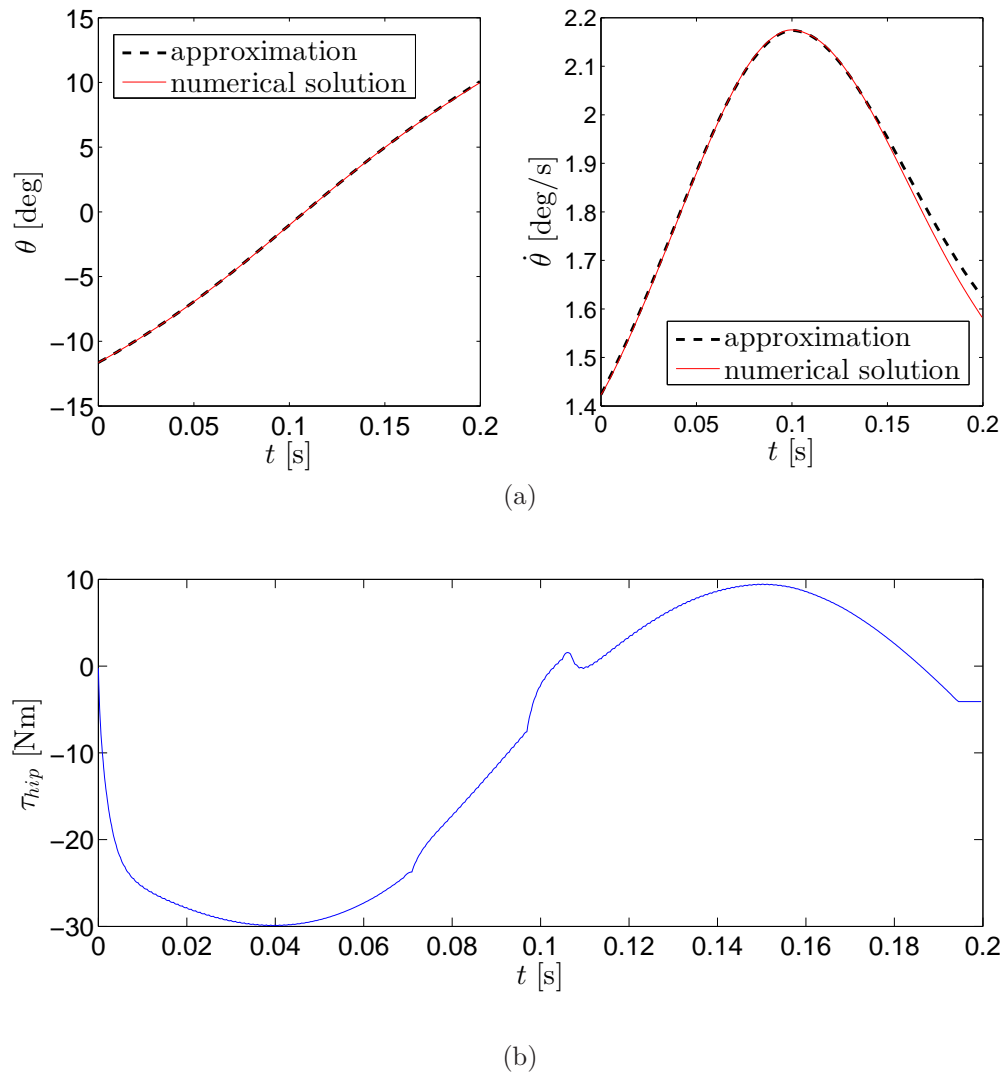 15
10
5
0
−5
−10
−15
θ [deg]
approximation
numerical solution
0 0.05 0.1 0.15 0.2
t [s]
2.2
2.1
2
1.9
1.8
1.7
1.6
1.5
1.4
θ̇ [deg/s]
approximation
numerical solution
0 0.05 0.1 0.15 0.2
t [s]
(a)
10
0
−10
−20
−30
τhip [Nm]
0 0.02 0.04 0.06 0.08 0.1 0.12 0.14 0.16 0.18 0.2
t [s]
(b)